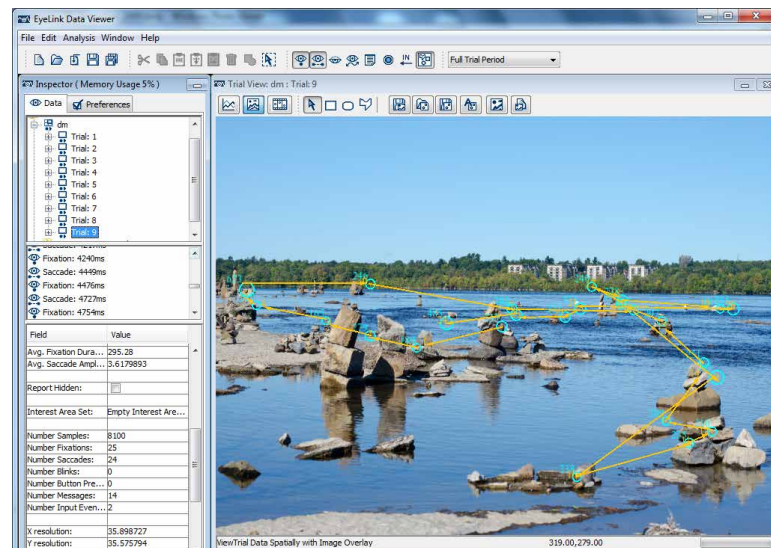 EyeLink Data Viewer
File Edit Analysis Window Help
IN
Full Trial Period
Inspector ( Memory Usage 5% )
Data
Preferences
dm
Trial: 1
Trial: 2
Trial: 3
Trial: 4
Trial: 5
Trial: 6
Trial: 7
Trial: 8
Trial: 9
Fixation: 4240ms
Saccade: 4449ms
Fixation: 4476ms
Saccade: 4727ms
Fixation: 4754ms
Field Value
Avg. Fixation Dura... 295.28
Avg. Saccade Ampl... 3.6179893
Report Hidden:
Interest Area Set: Empty Interest Are...
Number Samples: 8100
Number Fixations: 25
Number Saccades: 24
Number Blinks: 0
Number Button Pre... 0
Number Messages: 14
Number Input Even... 2
X resolution: 35.898727
Y resolution: 35.575794
Trial View: dm : Trial: 9
ViewTrial Data Spatially with Image Overlay 319.00,279.00